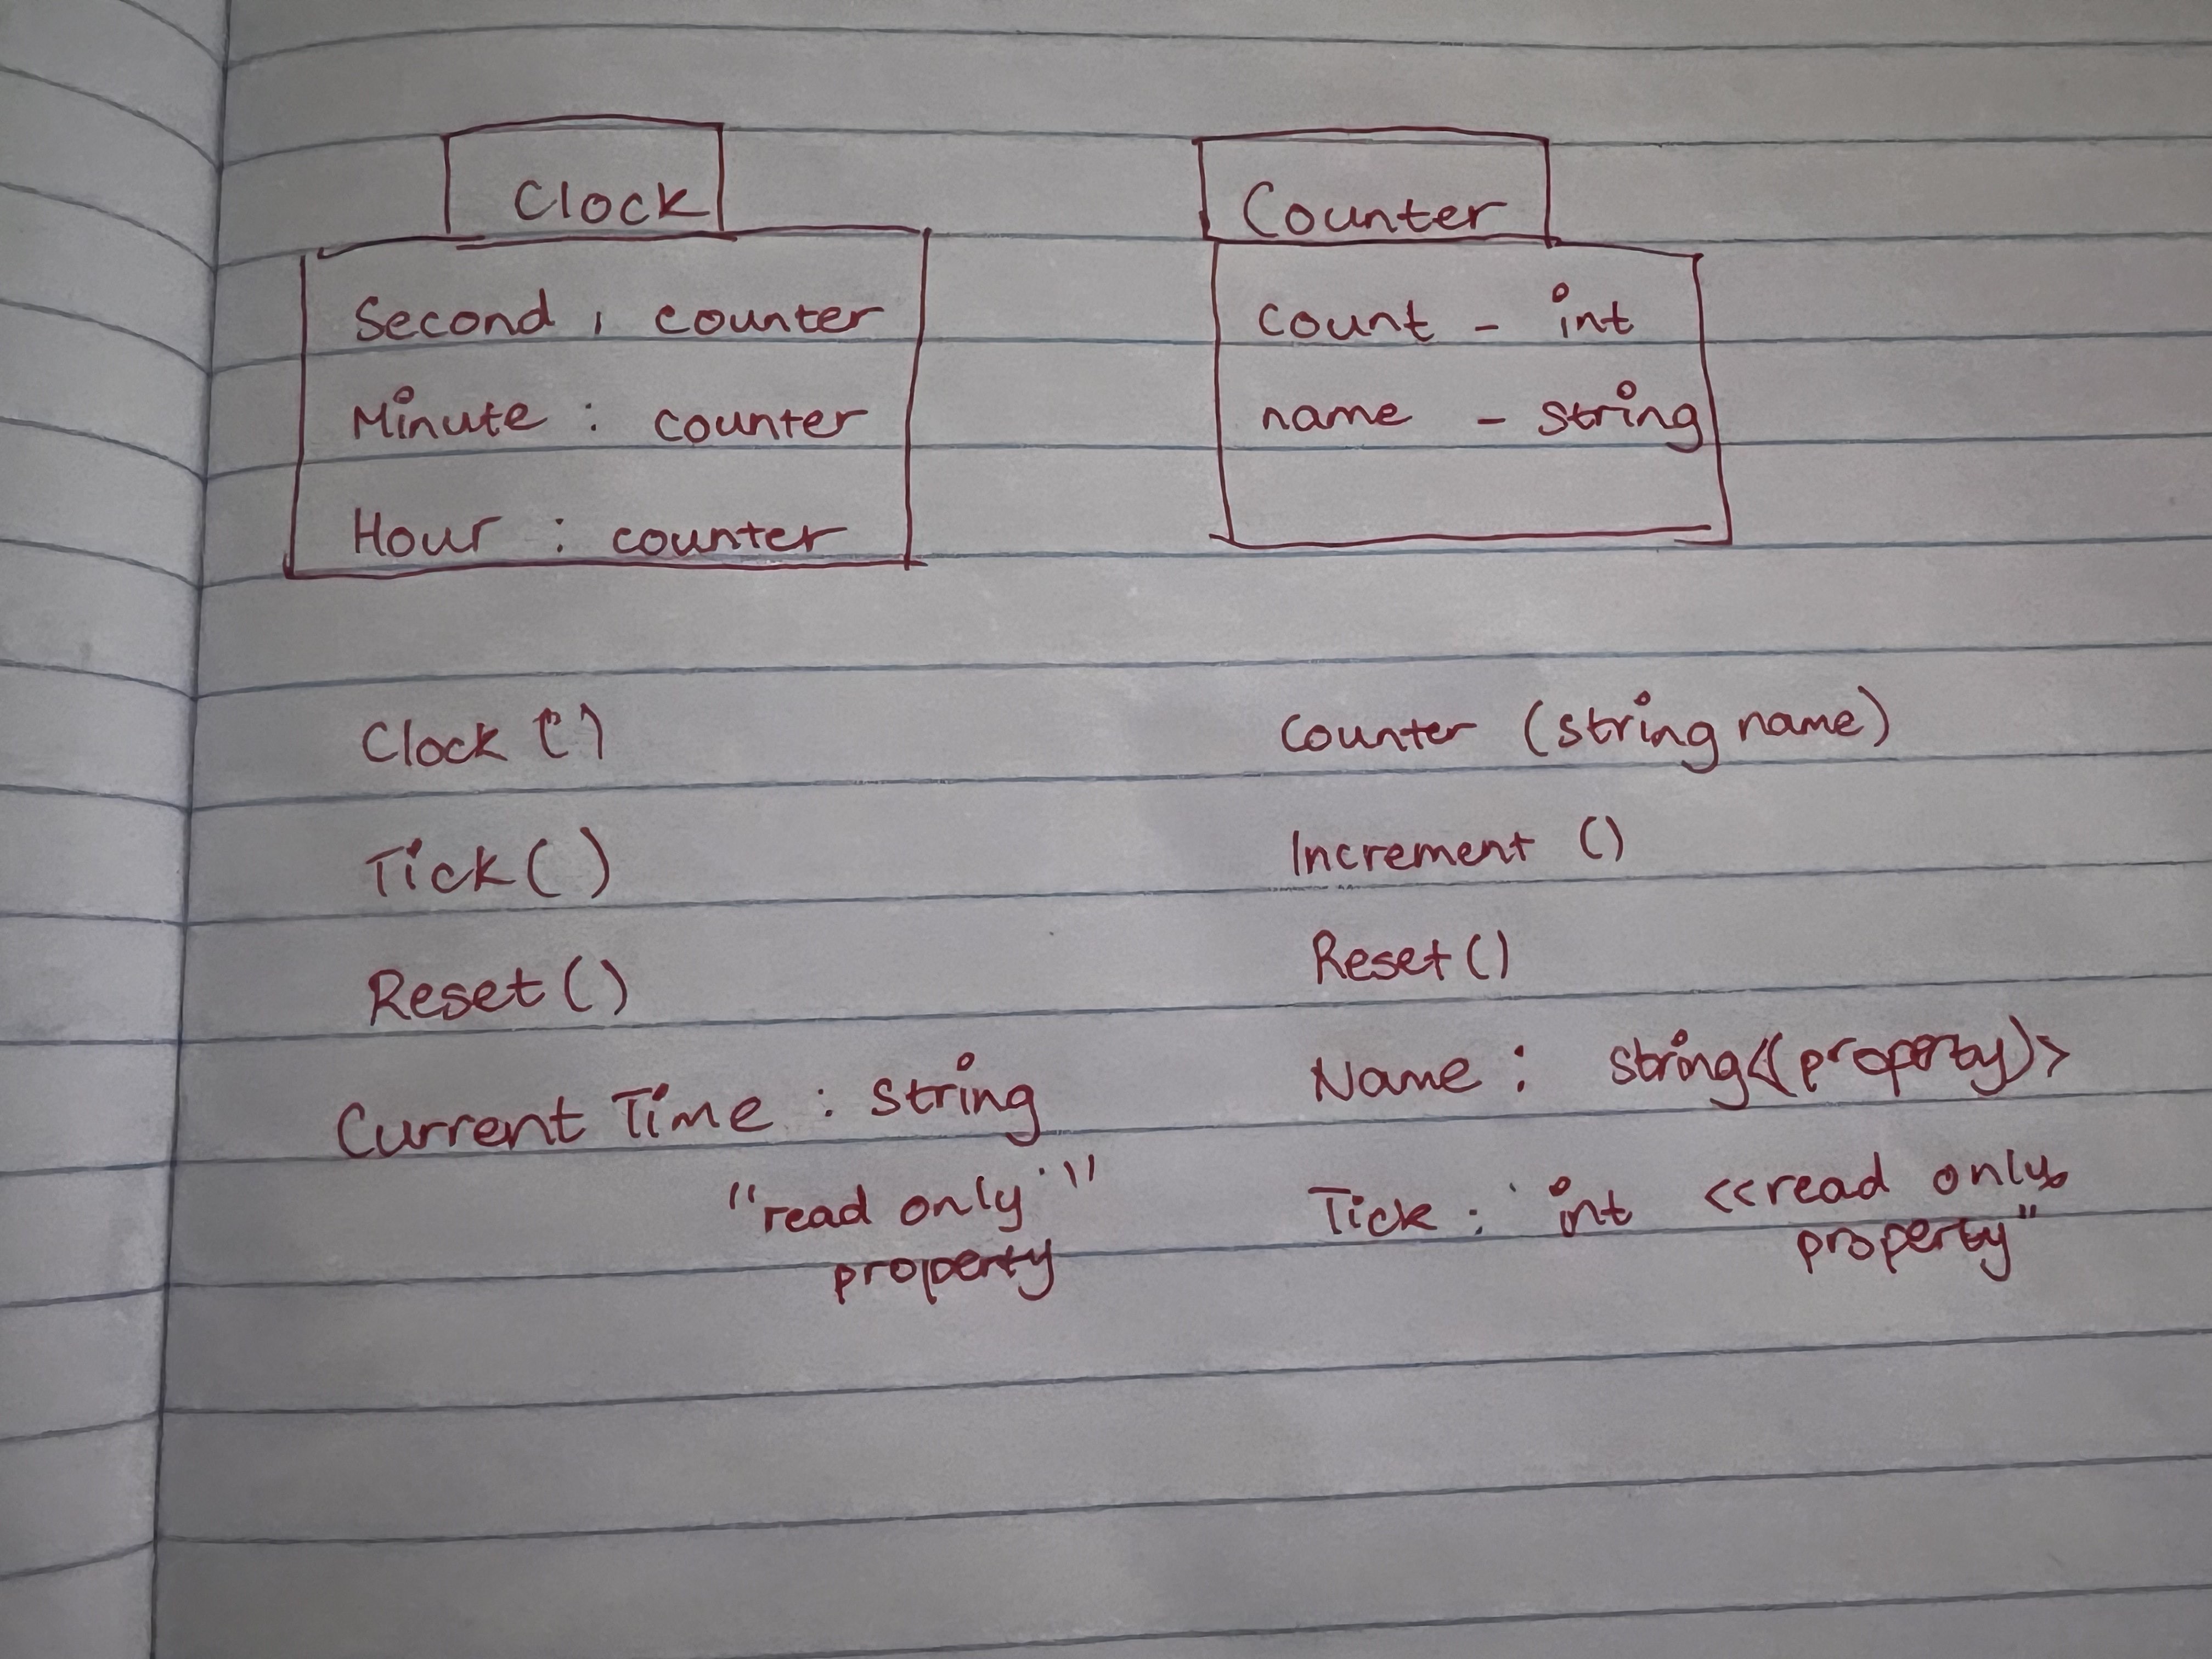 Clock
Second : counter
Minute : counter
Hour : counter
Clock ()
Tick ( )
Reset ( )
Current Time : string
"read only"
property
Counter
count - int
name - string
Counter (string name)
Increment ()
Reset ()
Name : string <<property>>
Tick : int <<read only
property"